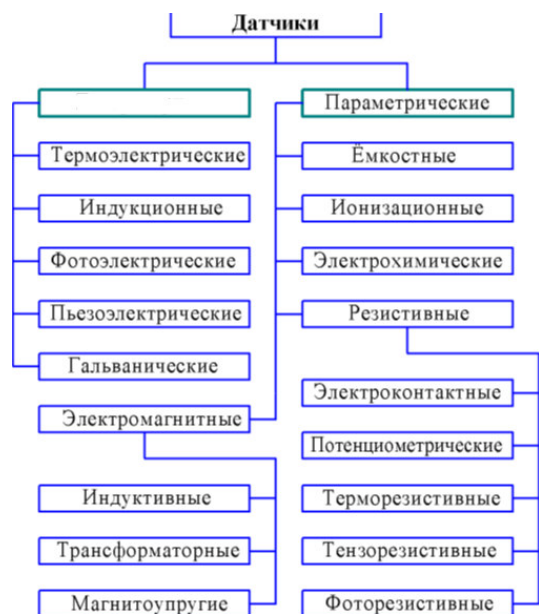 Датчики
Параметрические
Термоэлектрические
Ёмкостные
Индукционные
Ионизационные
Фотоэлектрические
Электрохимические
Пьезоэлектрические
Резистивные
Гальванические
Электроконтактные
Электромагнитные
Потенциометрические
Индуктивные
Терморезистивные
Трансформаторные
Тензорезистивные
Магнитоупругие
Фоторезистивные